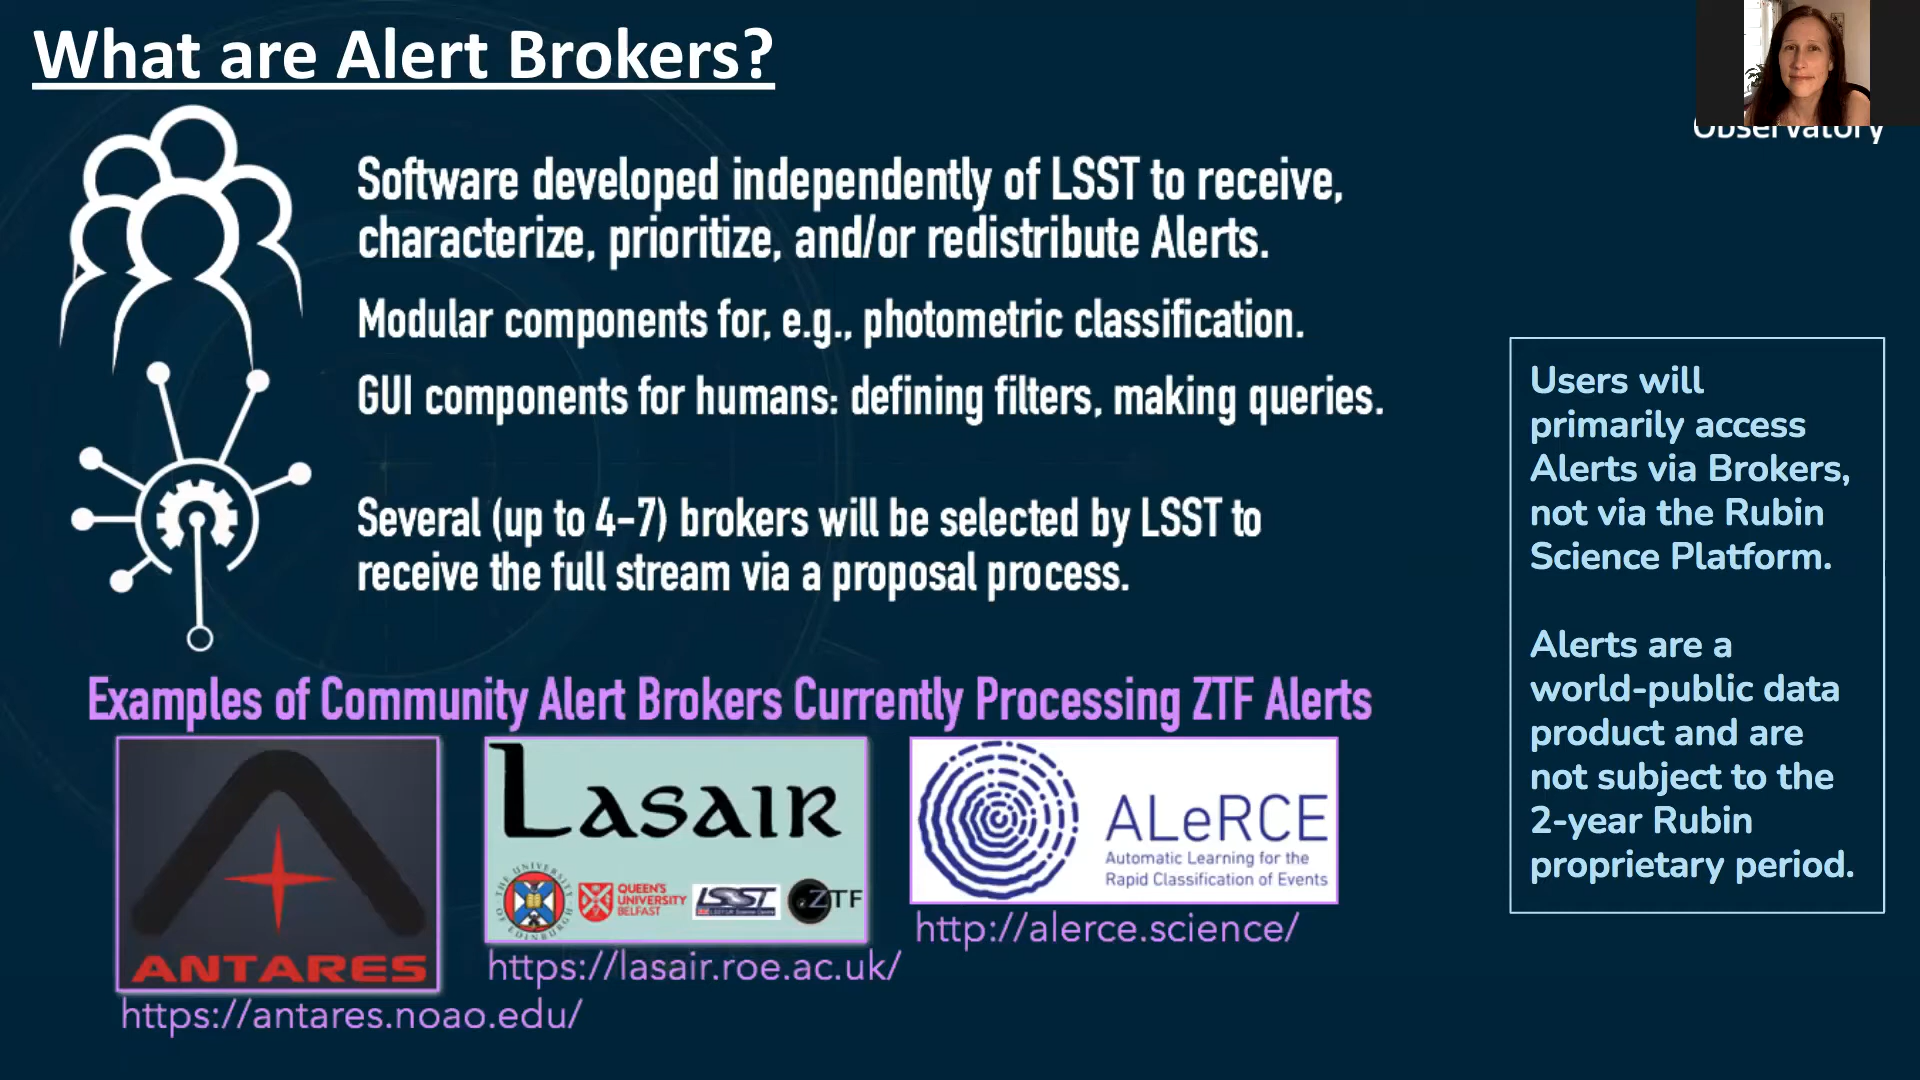 What are Alert Brokers?
Observatory
Software developed independently of LSST to receive,
characterize, prioritize, and/or redistribute Alerts.
Modular components for, e.g., photometric classification.
GUI components for humans: defining filters, making queries.
Several (up to 4-7) brokers will be selected by LSST to
receive the full stream via a proposal process.
Users will
primarily access
Alerts via Brokers,
not via the Rubin
Science Platform.
Alerts are a
world-public data
product and are
not subject to the
2-year Rubin
proprietary period.
Examples of Community Alert Brokers Currently Processing ZTF Alerts
ANTARES
https://antares.noao.edu/
LASAIR
THE UNIVERSITY OF EDINBURGH
QUEEN'S
UNIVERSITY
BELFAST
LSST
ZTF
https://lasair.roe.ac.uk/
ALeRCE
Automatic Learning for the
Rapid Classification of Events
http://alerce.science/